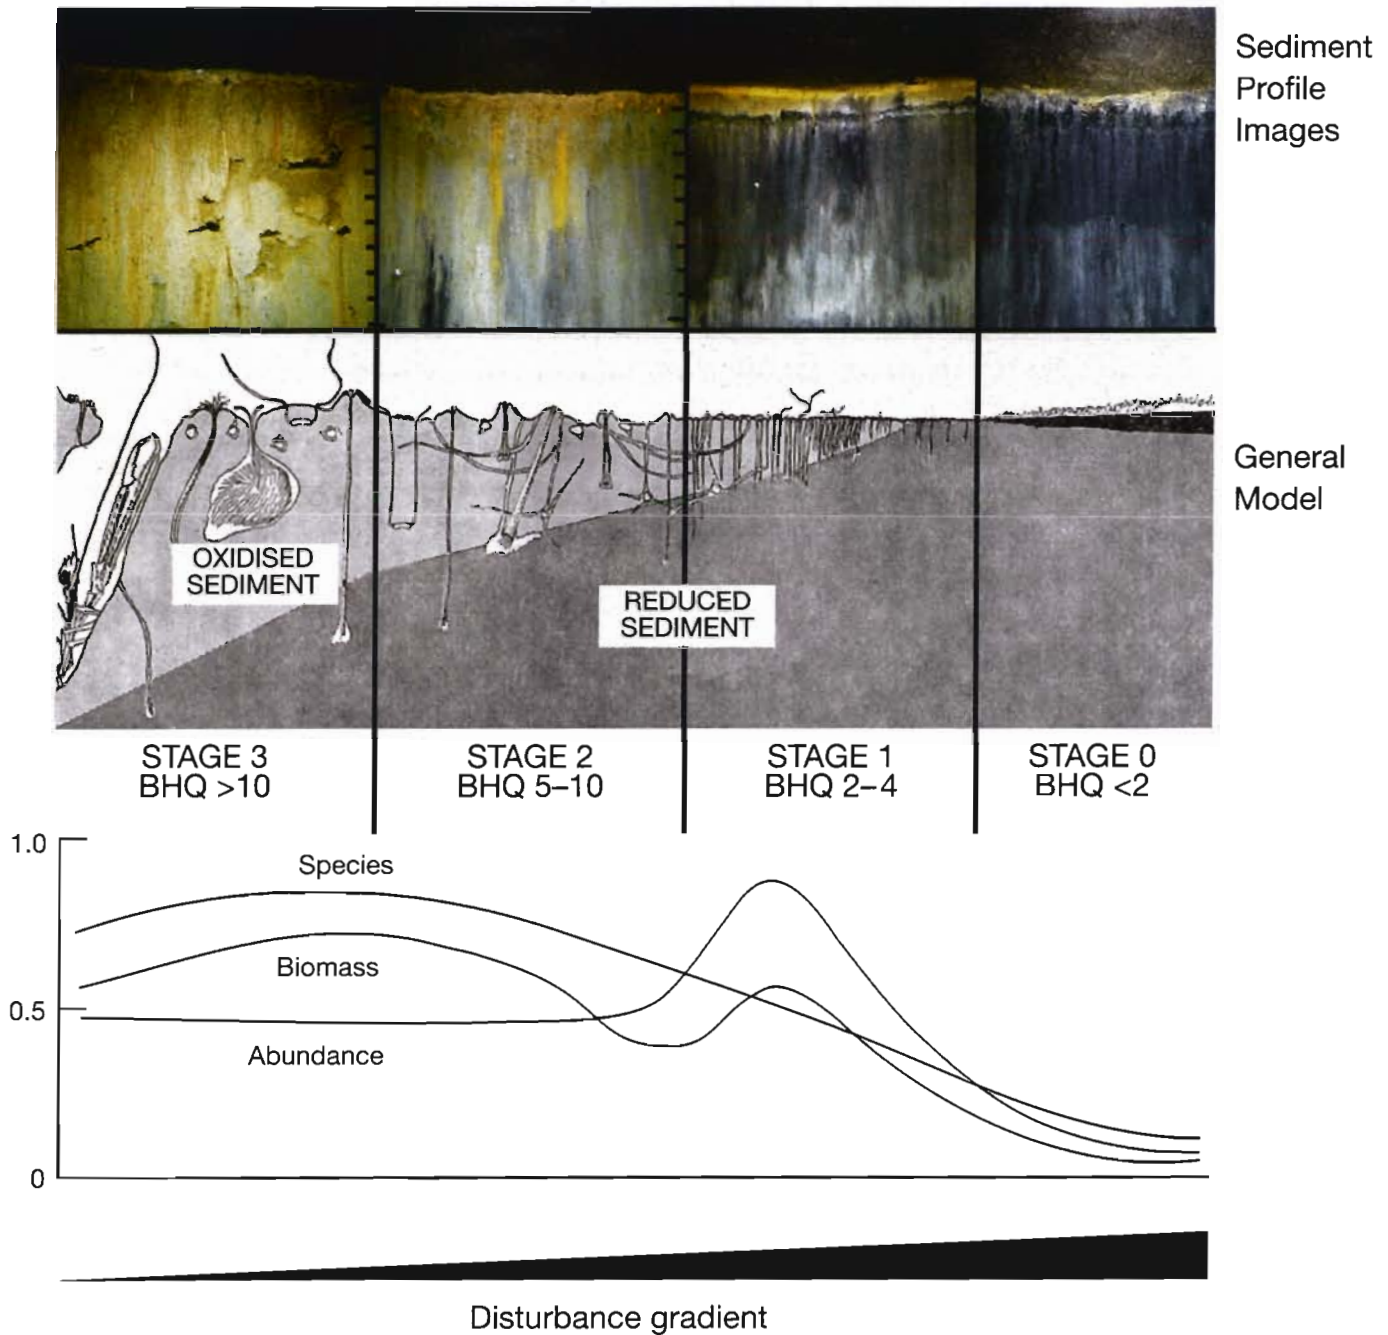 Sediment
Profile
Images
General
Model
OXIDISED
SEDIMENT
REDUCED
SEDIMENT
STAGE 3
BHQ >10
STAGE 2
BHQ 5–10
STAGE 1
BHQ 2–4
STAGE 0
BHQ <2
1.0
0.5
0
Species
Biomass
Abundance
Disturbance gradient